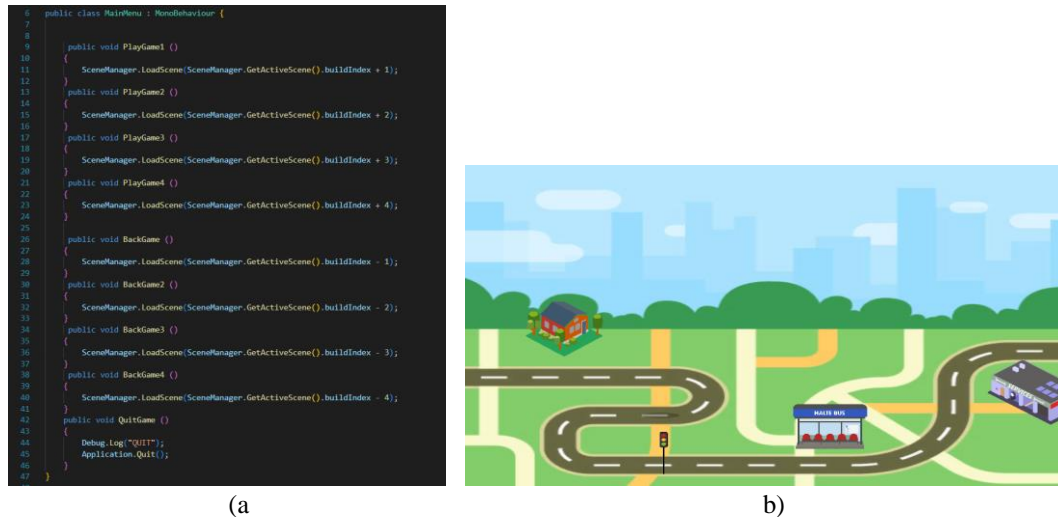 6 public class MainMenu : MonoBehaviour {
7
8
9 public void PlayGame1 ()
10 {
11 SceneManager.LoadScene(SceneManager.GetActiveScene().buildIndex + 1);
12 }
13 public void PlayGame2 ()
14 {
15 SceneManager.LoadScene(SceneManager.GetActiveScene().buildIndex + 2);
16 }
17 public void PlayGame3 ()
18 {
19 SceneManager.LoadScene(SceneManager.GetActiveScene().buildIndex + 3);
20 }
21 public void PlayGame4 ()
22 {
23 SceneManager.LoadScene(SceneManager.GetActiveScene().buildIndex + 4);
24 }
25
26 public void BackGame ()
27 {
28 SceneManager.LoadScene(SceneManager.GetActiveScene().buildIndex - 1);
29 }
30 public void BackGame2 ()
31 {
32 SceneManager.LoadScene(SceneManager.GetActiveScene().buildIndex - 2);
33 }
34 public void BackGame3 ()
35 {
36 SceneManager.LoadScene(SceneManager.GetActiveScene().buildIndex - 3);
37 }
38 public void BackGame4 ()
39 {
40 SceneManager.LoadScene(SceneManager.GetActiveScene().buildIndex - 4);
41 }
42 public void QuitGame ()
43 {
44 Debug.Log("QUIT");
45 Application.Quit();
46 }
47 }
HALTE BUS
SERVICES
(a
b)